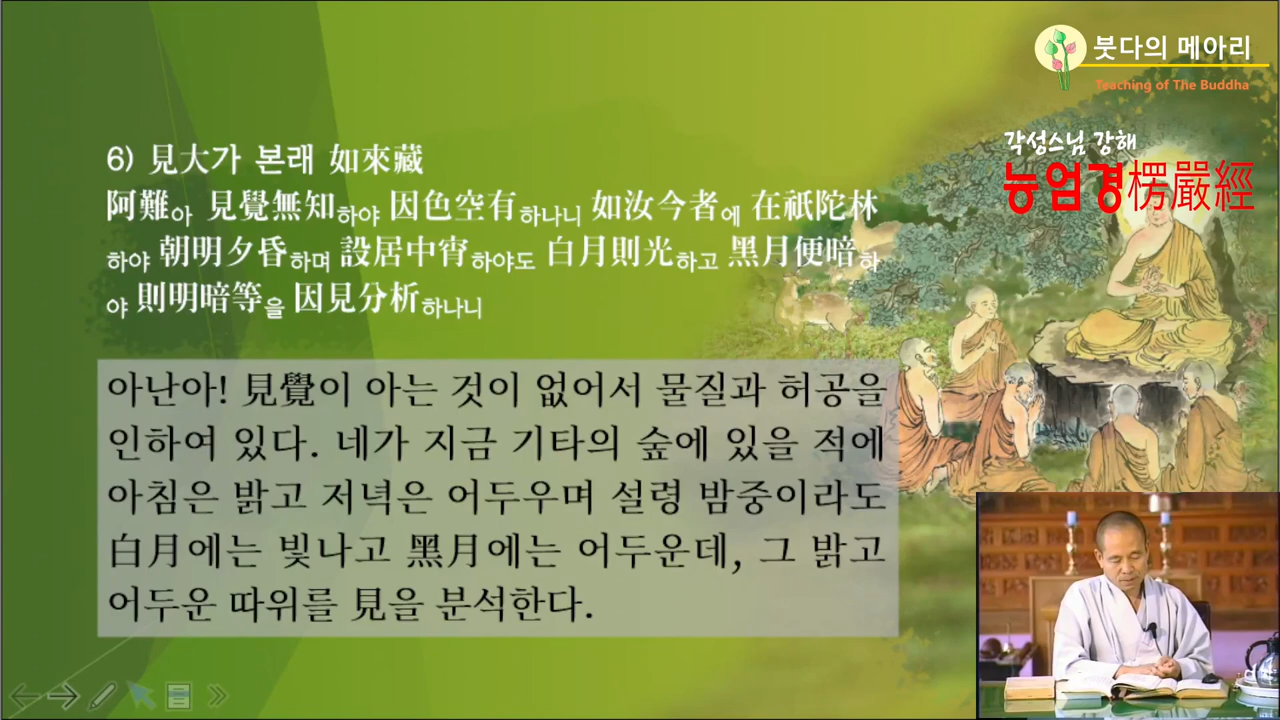 붓다의 메아리
Teaching of The Buddha
각성스님 강해
능엄경楞嚴經
6) 見大가 본래 如來藏
阿難아 見覺無知하야 因色空有하나니 如汝今者에 在祇陀林
하야 朝明夕昏하며 設居中宵하야도 白月則光하고 黑月便暗하
야 則明暗等을 因見分析하나니
아난아! 見覺이 아는 것이 없어서 물질과 허공을
인하여 있다. 네가 지금 기타의 숲에 있을 적에
아침은 밝고 저녁은 어두우며 설령 밤중이라도
白月에는 빛나고 黑月에는 어두운데, 그 밝고
어두운 따위를 見을 분석한다.